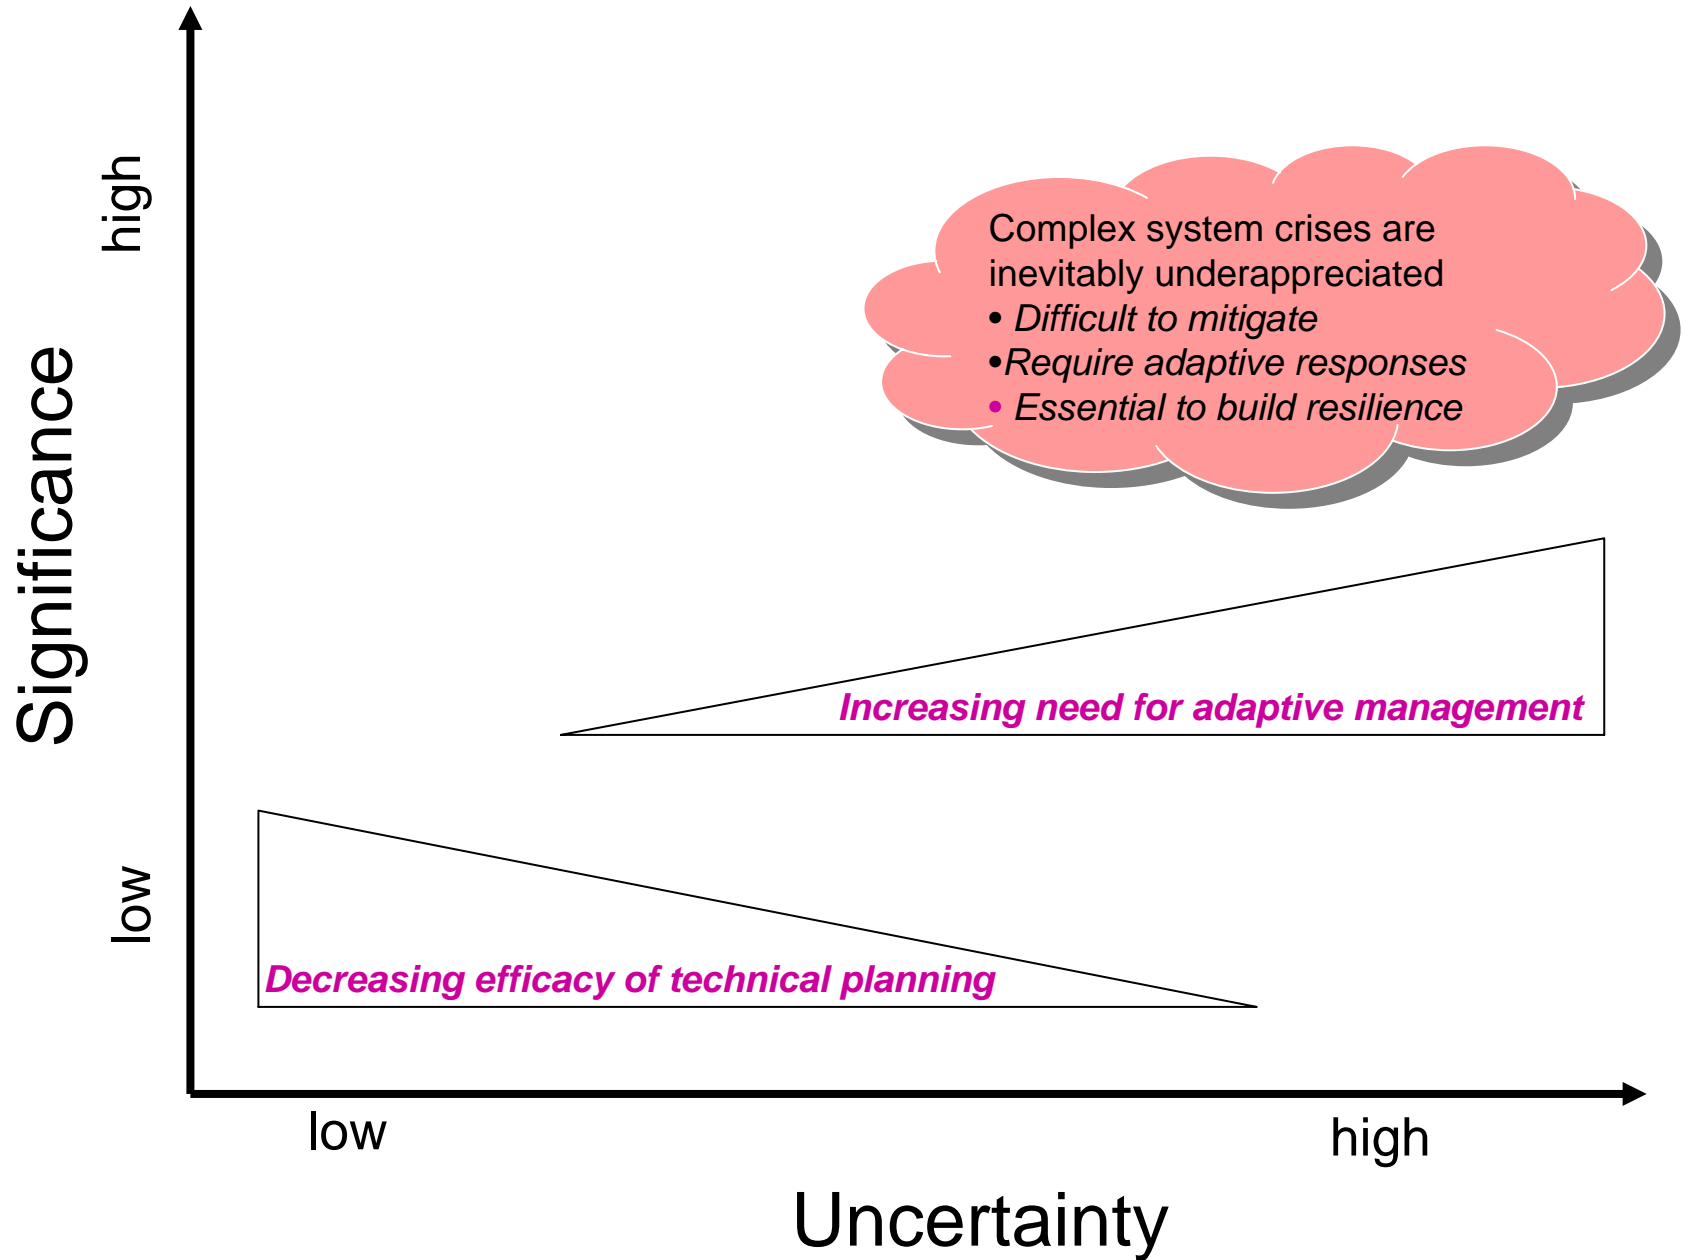 high
Significance
low
Complex system crises are
inevitably underappreciated
• Difficult to mitigate
•Require adaptive responses
• Essential to build resilience
Increasing need for adaptive management
Decreasing efficacy of technical planning
low
high
Uncertainty